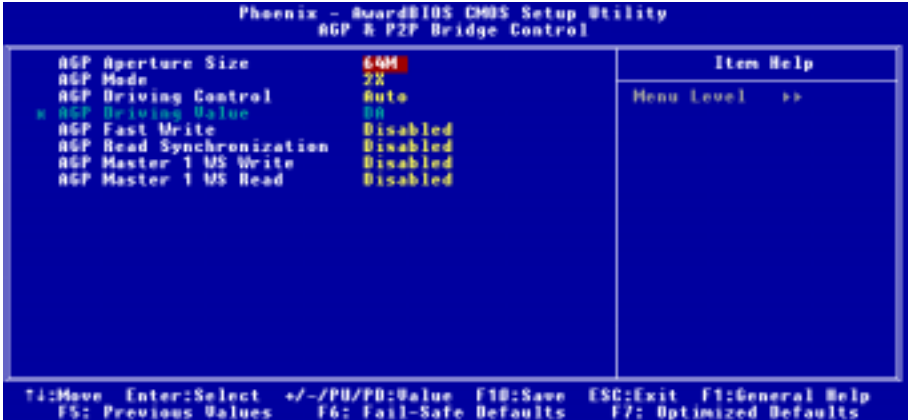 Phoenix - AwardBIOS CMOS Setup Utility
AGP & P2P Bridge Control
AGP Aperture Size 64M
AGP Mode 2X
AGP Driving Control Auto
x AGP Driving Value DA
AGP Fast Write Disabled
AGP Read Synchronization Disabled
AGP Master 1 WS Write Disabled
AGP Master 1 WS Read Disabled
Item Help
Menu Level ▸▸
↑↓:Move Enter:Select +/-/PU/PD:Value F10:Save ESC:Exit F1:General Help
F5: Previous Values F6: Fail-Safe Defaults F7: Optimized Defaults